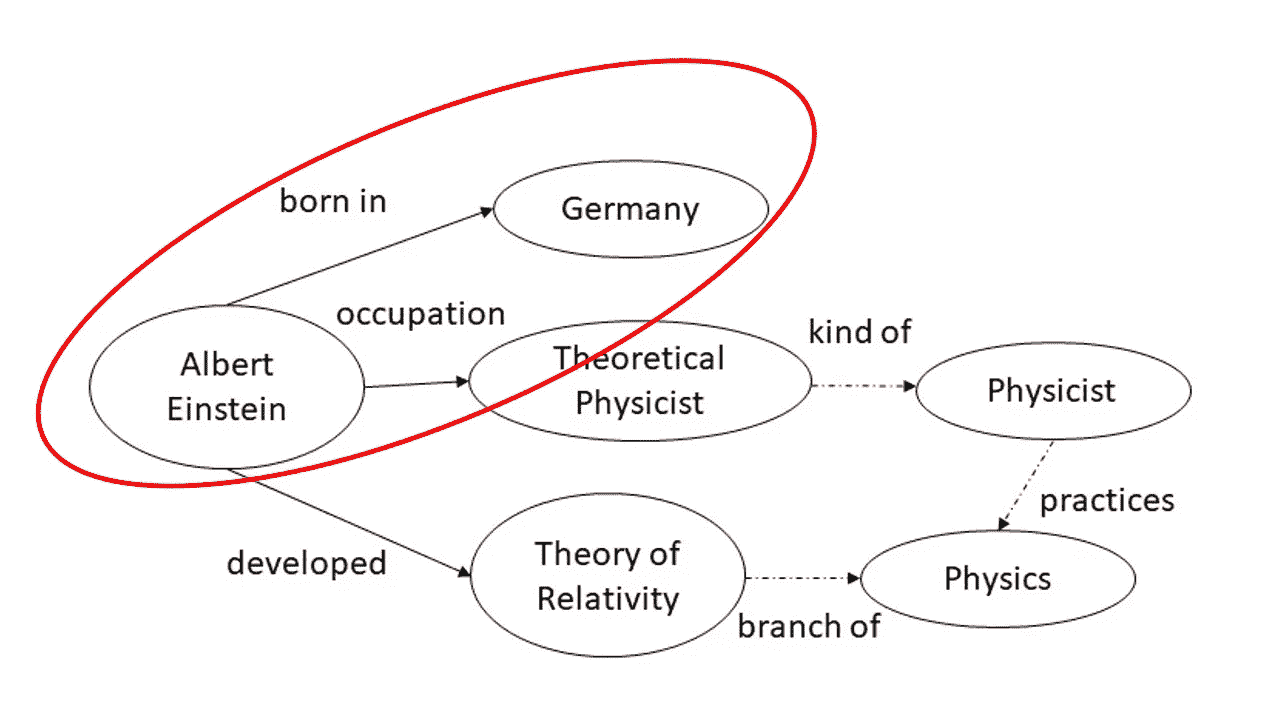 born in
Germany
occupation
kind of
Albert
Einstein
Theoretical
Physicist
Physicist
practices
developed
Theory of
Relativity
Physics
branch of